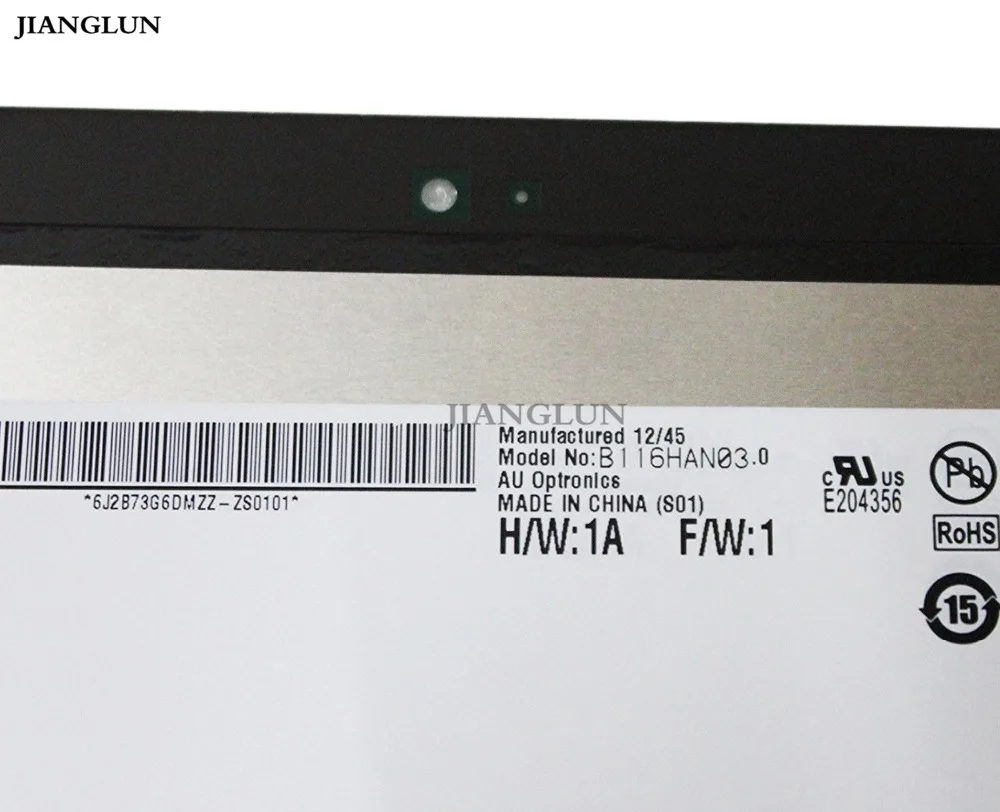 JIANGLUN
JIANGLUN
Manufactured 12/45
Model No:B116HAN03.0
AU Optronics
MADE IN CHINA (S01)
H/W:1A F/W:1
*6J2B73G6DMZZ-ZS0101*
c RU US
E204356
Pb
RoHS
15